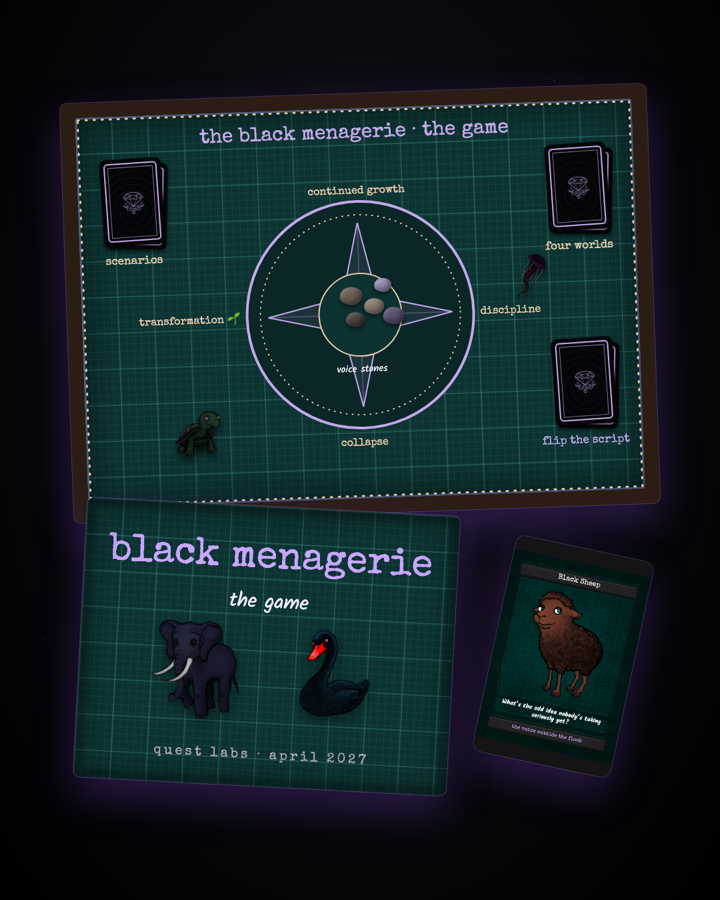 the black menagerie · the game
continued growth
scenarios
four worlds
transformation
discipline
voice stones
flip the script
collapse
black menagerie
the game
quest labs · april 2027
Black Sheep
What's the odd idea nobody's taking
seriously yet?
the voice outside the flock